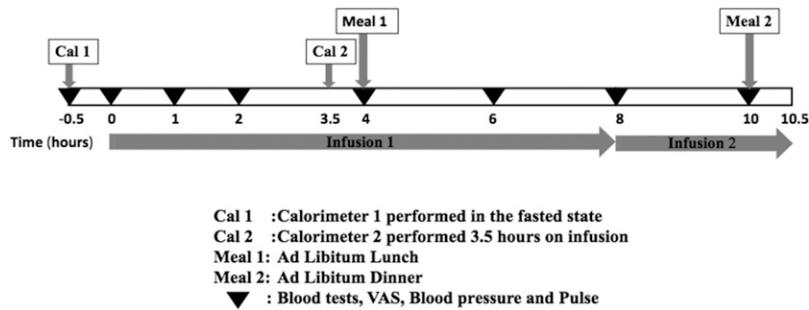 Meal 1
Meal 2
Cal 1
Cal 2
-0.5 0 1 2 3.5 4 6 8 10 10.5
Time (hours) Infusion 1 Infusion 2
Cal 1 :Calorimeter 1 performed in the fasted state
Cal 2 :Calorimeter 2 performed 3.5 hours on infusion
Meal 1: Ad Libitum Lunch
Meal 2: Ad Libitum Dinner
: Blood tests, VAS, Blood pressure and Pulse